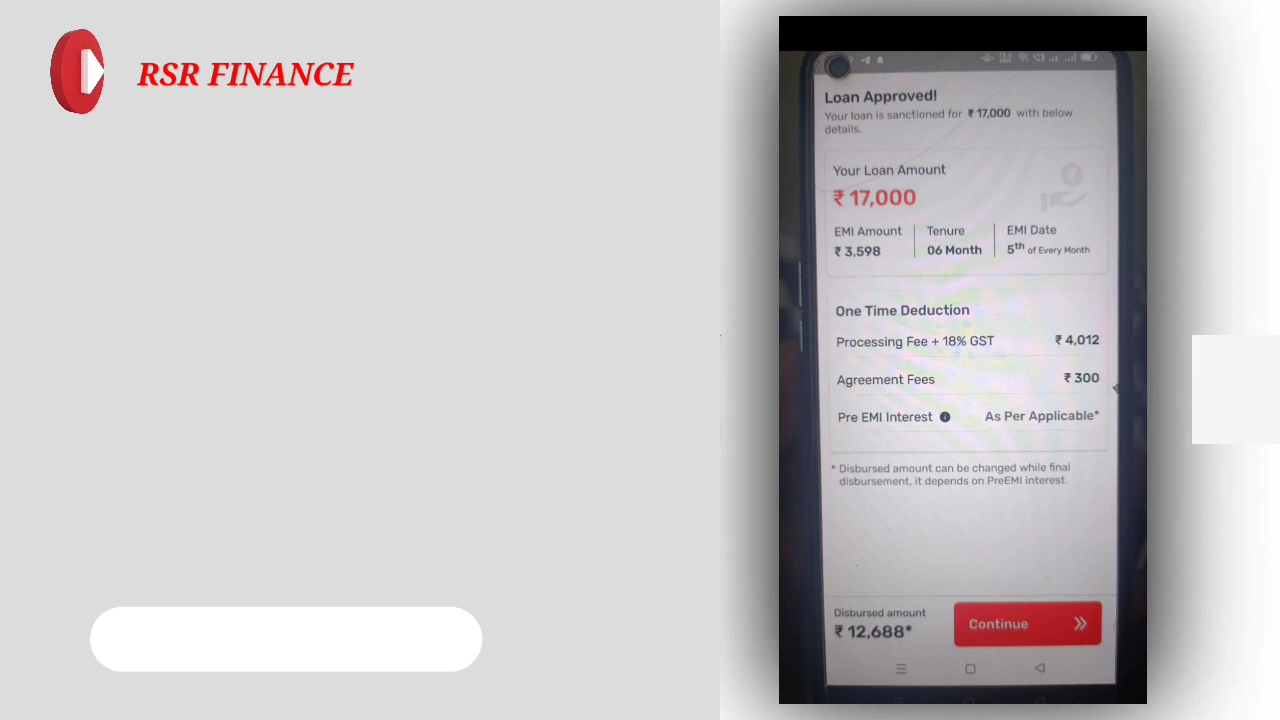 RSR FINANCE
Loan Approved!
Your loan is sanctioned for ₹ 17,000 with below
details.
Your Loan Amount
₹ 17,000
EMI Amount Tenure EMI Date
₹ 3,598 06 Month 5th of Every Month
One Time Deduction
Processing Fee + 18% GST ₹ 4,012
Agreement Fees ₹ 300
Pre EMI Interest As Per Applicable*
* Disbursed amount can be changed while final
disbursement, it depends on PreEMI interest.
Disbursed amount
₹ 12,688*
Continue